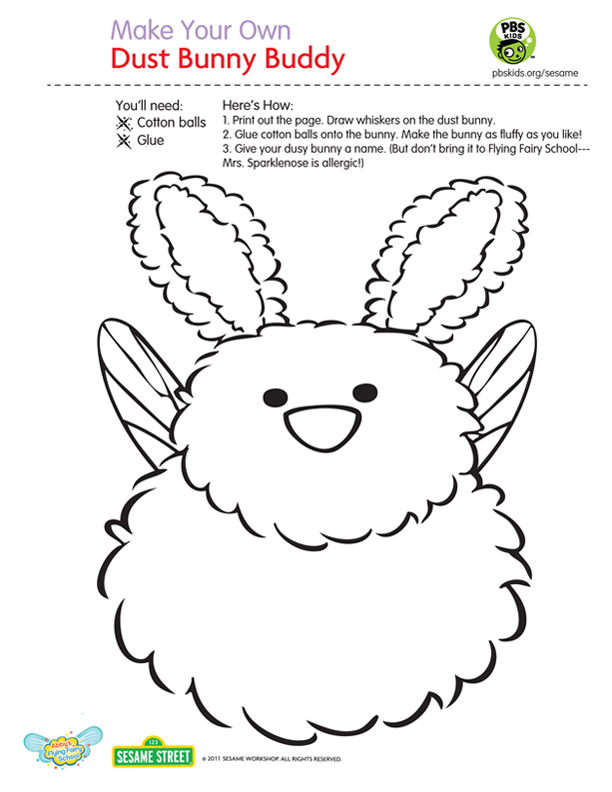 Make Your Own
Dust Bunny Buddy
PBS
KIDS
pbskids.org/sesame
You'll need:
Cotton balls
Glue
Here's How:
1. Print out the page. Draw whiskers on the dust bunny.
2. Glue cotton balls onto the bunny. Make the bunny as fluffy as you like!
3. Give your dusy bunny a name. (But don't bring it to Flying Fairy School---
Mrs. Sparklenose is allergic!)
Abby's
Flying Fairy
School
123
SESAME STREET
© 2011 SESAME WORKSHOP. ALL RIGHTS RESERVED.